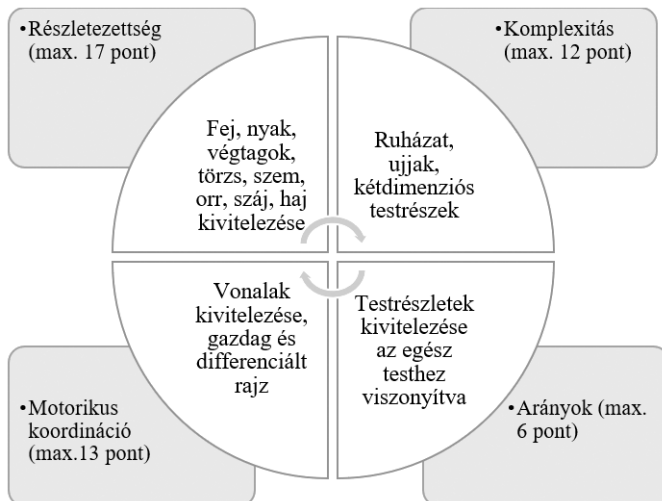 •Részletezettség
(max. 17 pont)
•Komplexitás
(max. 12 pont)
Fej, nyak,
végtagok,
törzs, szem,
orr, száj, haj
kivitelezése
Ruházat,
ujjak,
kétdimenziós
testrészek
Vonalak
kivitelezése,
gazdag és
differenciált
rajz
Testrészletek
kivitelezése
az egész
testhez
viszonyítva
•Motorikus
koordináció
(max.13 pont)
•Arányok (max.
6 pont)